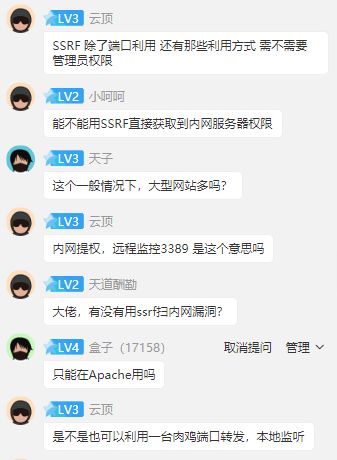 LV3 云顶
SSRF 除了端口利用 还有那些利用方式 需不需要
管理员权限
LV2 小呵呵
能不能用SSRF直接获取到内网服务器权限
LV3 天子
这个一般情况下，大型网站多吗？
LV3 云顶
内网提权，远程监控3389 是这个意思吗
LV2 天道酬勤
大佬，有没有用ssrf扫内网漏洞？
LV4 盒子（17158） 取消提问 管理
只能在Apache用吗
LV3 云顶
是不是也可以利用一台肉鸡端口转发，本地监听